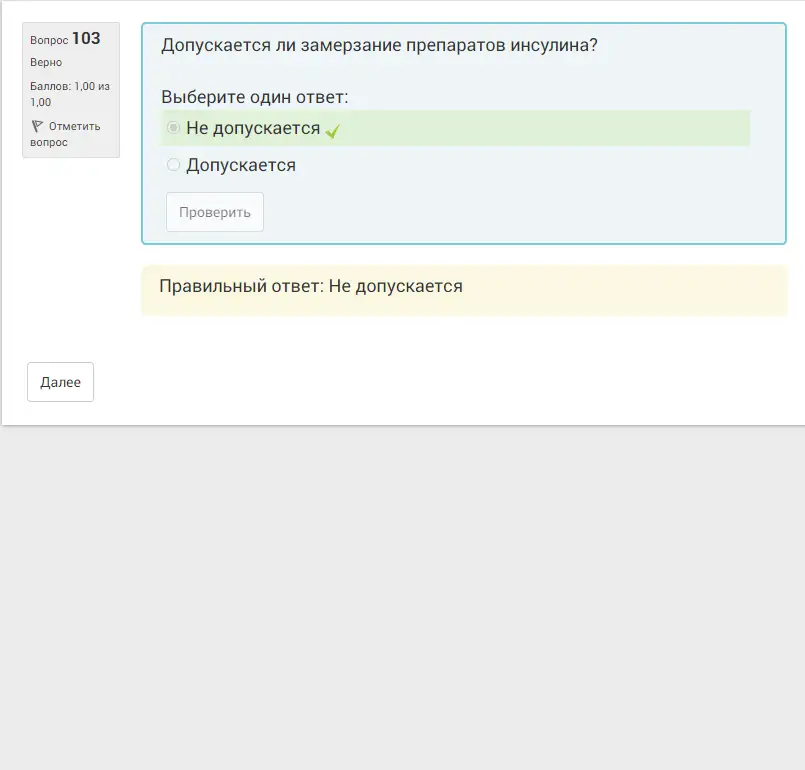 Вопрос 103
Верно
Баллов: 1,00 из
1,00
Отметить
вопрос
Допускается ли замерзание препаратов инсулина?
Выберите один ответ:
Не допускается
Допускается
Проверить
Правильный ответ: Не допускается
Далее